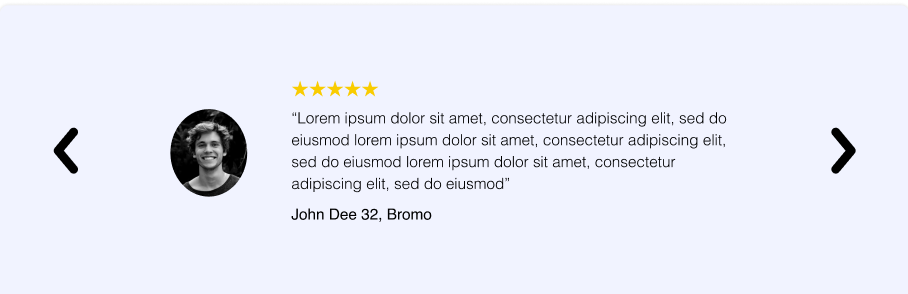 “Lorem ipsum dolor sit amet, consectetur adipiscing elit, sed do
eiusmod lorem ipsum dolor sit amet, consectetur adipiscing elit,
sed do eiusmod lorem ipsum dolor sit amet, consectetur
adipiscing elit, sed do eiusmod”
John Dee 32, Bromo